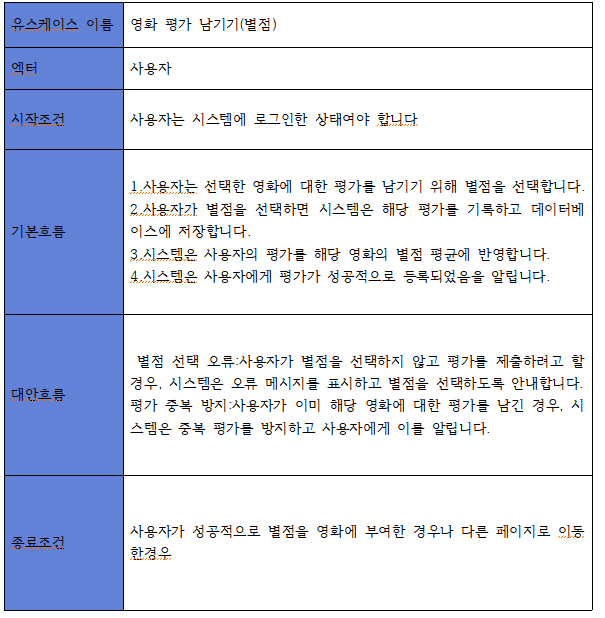 유스케이스 이름
영화 평가 남기기(별점)
엑터
사용자
시작조건
사용자는 시스템에 로그인한 상태여야 합니다
기본흐름
1.사용자는 선택한 영화에 대한 평가를 남기기 위해 별점을 선택합니다.
2.사용자가 별점을 선택하면 시스템은 해당 평가를 기록하고 데이터베
이스에 저장합니다.
3.시스템은 사용자의 평가를 해당 영화의 별점 평균에 반영합니다.
4.시스템은 사용자에게 평가가 성공적으로 등록되었음을 알립니다.
대안흐름
별점 선택 오류:사용자가 별점을 선택하지 않고 평가를 제출하려고 할
경우, 시스템은 오류 메시지를 표시하고 별점을 선택하도록 안내합니다.
평가 중복 방지:사용자가 이미 해당 영화에 대한 평가를 남긴 경우, 시
스템은 중복 평가를 방지하고 사용자에게 이를 알립니다.
종료조건
사용자가 성공적으로 별점을 영화에 부여한 경우나 다른 페이지로 이동
한경우